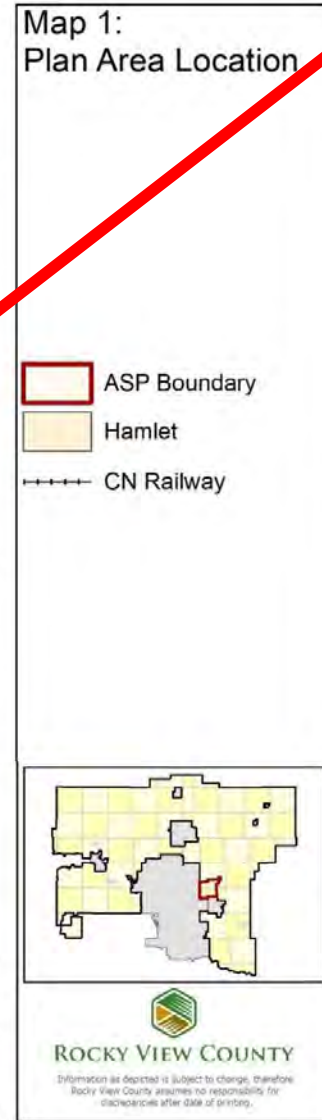 Map 1:
Plan Area Location
ASP Boundary
Hamlet
CN Railway
ROCKY VIEW COUNTY
Information as depicted is subject to change, therefore
Rocky View County assumes no responsibility for
discrepancies after date of printing.